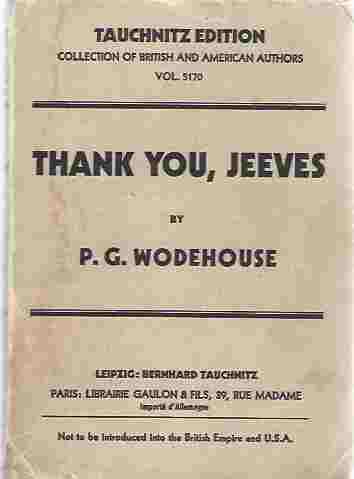 TAUCHNITZ EDITION
COLLECTION OF BRITISH AND AMERICAN AUTHORS
VOL. 5170
THANK YOU, JEEVES
BY
P. G. WODEHOUSE
LEIPZIG: BERNHARD TAUCHNITZ
PARIS: LIBRAIRIE GAULON & FILS, 39, RUE MADAME
Importé d'Allemagne
Not to be introduced into the British Empire and U.S.A.